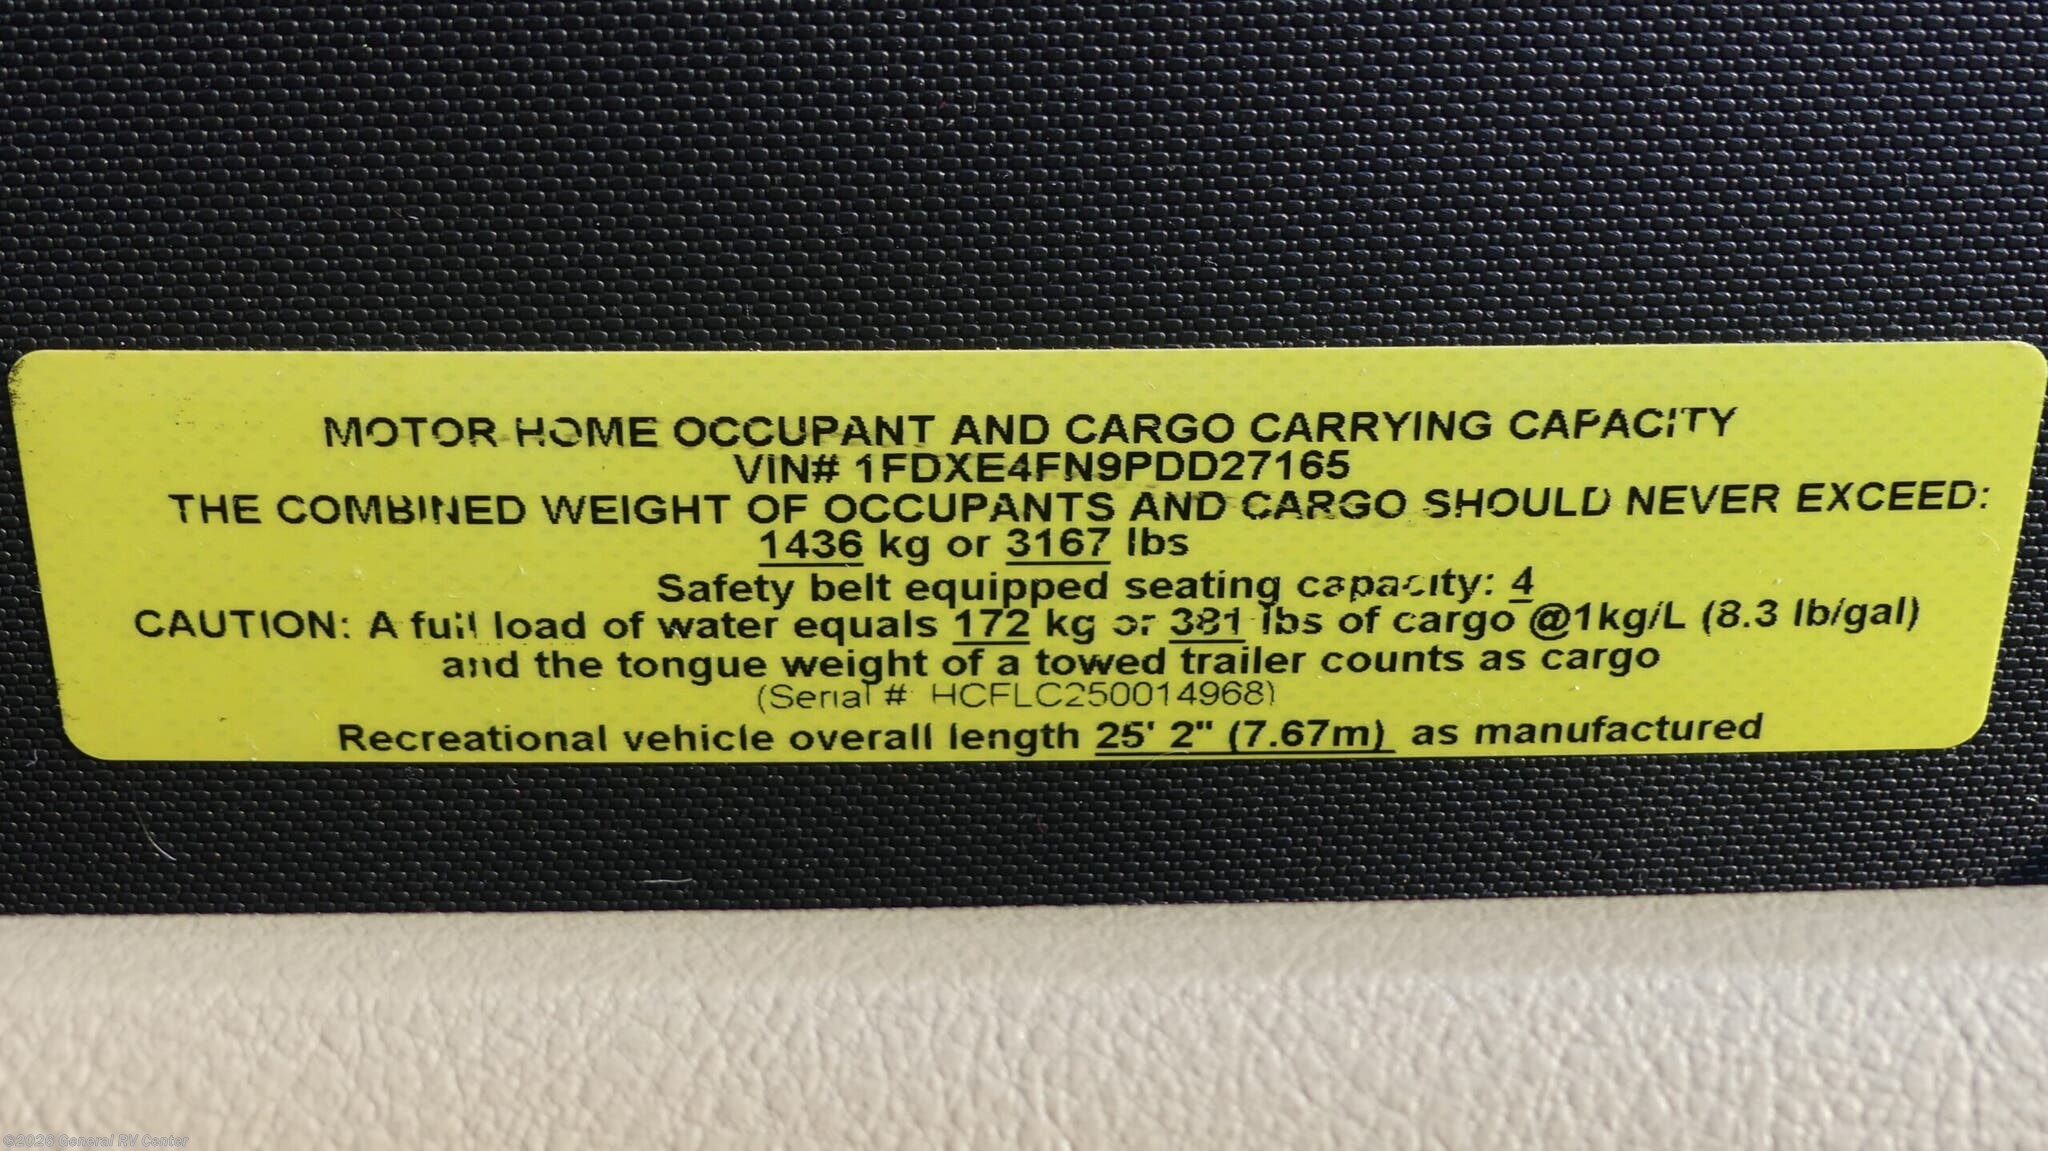 MOTOR HOME OCCUPANT AND CARGO CARRYING CAPACITY
VIN# 1FDXE4FN9PDD27165
THE COMBINED WEIGHT OF OCCUPANTS AND CARGO SHOULD NEVER EXCEED:
1436 kg or 3167 lbs
Safety belt equipped seating capacity: 4
CAUTION: A full load of water equals 172 kg or 381 lbs of cargo @1kg/L (8.3 lb/gal)
and the tongue weight of a towed trailer counts as cargo
(Serial # HCFLC250014968)
Recreational vehicle overall length 25' 2" (7.67m) as manufactured
©2026 General RV Center